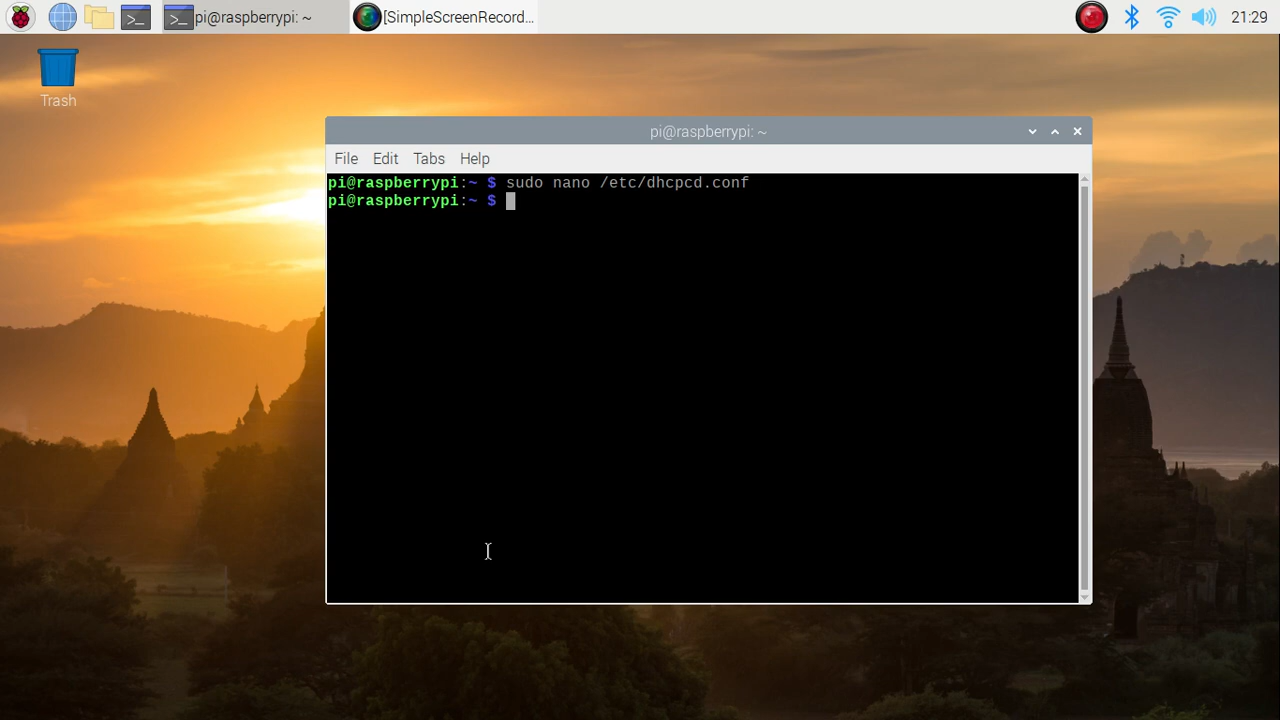 pi@raspberrypi: ~
[SimpleScreenRecord...
21:29
Trash
pi@raspberrypi: ~
File Edit Tabs Help
pi@raspberrypi:~ $ sudo nano /etc/dhcpcd.conf
pi@raspberrypi:~ $